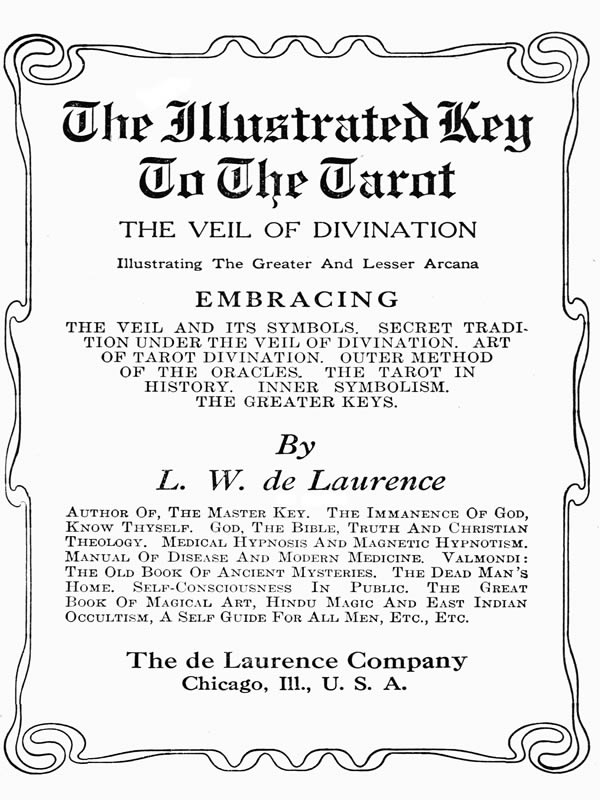 The Illustrated Key
To The Tarot
THE VEIL OF DIVINATION
Illustrating The Greater And Lesser Arcana
EMBRACING
THE VEIL AND ITS SYMBOLS. SECRET TRADI-
TION UNDER THE VEIL OF DIVINATION. ART
OF TAROT DIVINATION. OUTER METHOD
OF THE ORACLES. THE TAROT IN
HISTORY. INNER SYMBOLISM.
THE GREATER KEYS.
By
L. W. de Laurence
AUTHOR OF, THE MASTER KEY. THE IMMANENCE OF GOD,
KNOW THYSELF. GOD, THE BIBLE, TRUTH AND CHRISTIAN
THEOLOGY. MEDICAL HYPNOSIS AND MAGNETIC HYPNOTISM.
MANUAL OF DISEASE AND MODERN MEDICINE. VALMONDI:
THE OLD BOOK OF ANCIENT MYSTERIES. THE DEAD MAN'S
HOME. SELF-CONSCIOUSNESS IN PUBLIC. THE GREAT
BOOK OF MAGICAL ART, HINDU MAGIC AND EAST INDIAN
OCCULTISM, A SELF GUIDE FOR ALL MEN, ETC., ETC.
The de Laurence Company
Chicago, Ill., U. S. A.